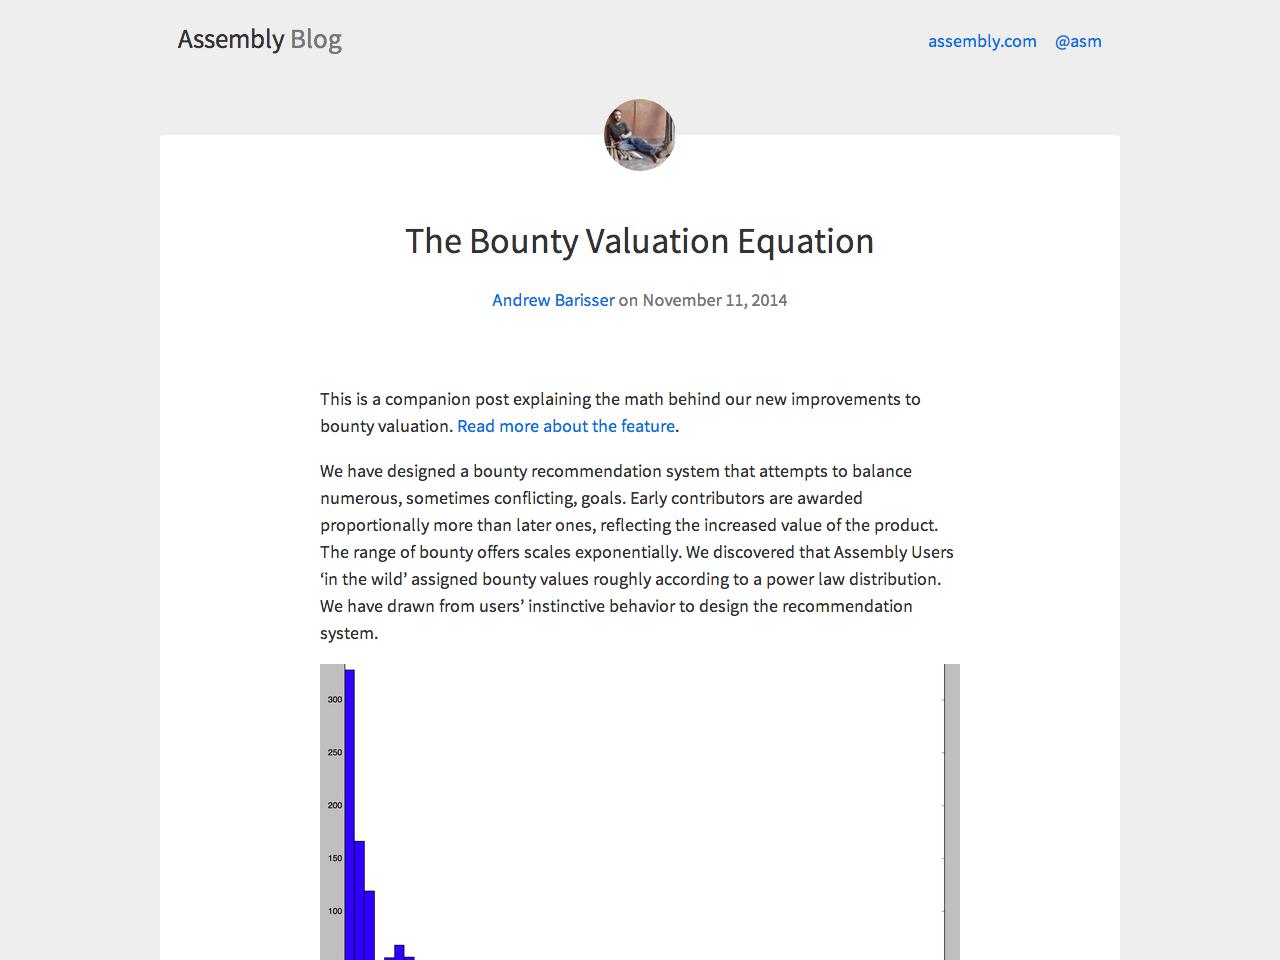 Assembly Blog
assembly.com @asm
The Bounty Valuation Equation
Andrew Barisser on November 11, 2014
This is a companion post explaining the math behind our new improvements to
bounty valuation. Read more about the feature.
We have designed a bounty recommendation system that attempts to balance
numerous, sometimes conflicting, goals. Early contributors are awarded
proportionally more than later ones, reflecting the increased value of the product.
The range of bounty offers scales exponentially. We discovered that Assembly Users
‘in the wild’ assigned bounty values roughly according to a power law distribution.
We have drawn from users’ instinctive behavior to design the recommendation
system.
300
250
200
150
100